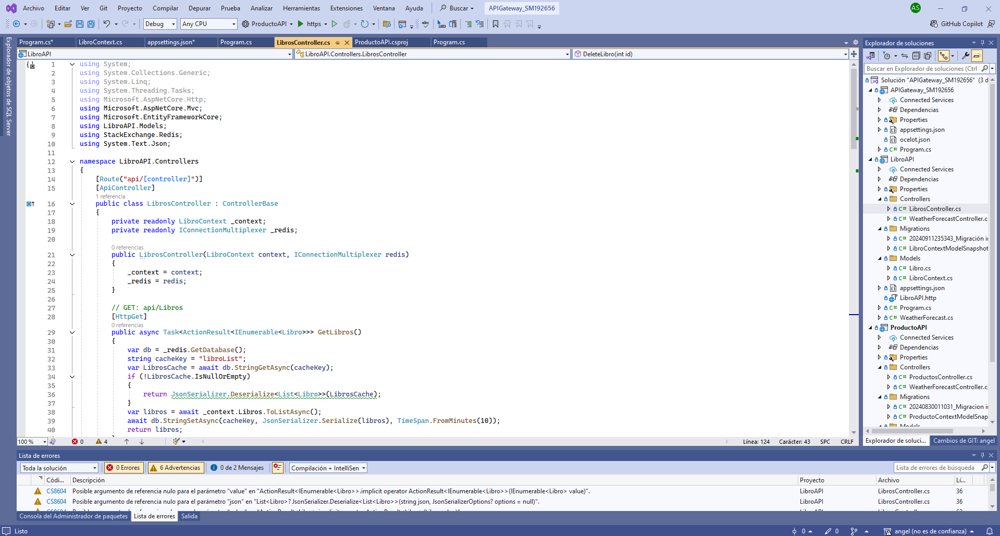 Archivo Editar Ver Git Proyecto Compilar Depurar Prueba Analizar Herramientas Extensiones Ventana Ayuda Buscar APIGateway_SM192656 AS
Debug Any CPU ProductoAPI https abc GitHub Copilot
Explorador de objetos de SQL Server
Program.cs* LibroContext.cs appsettings.json* Program.cs LibrosController.cs ProductoAPI.csproj Program.cs
LibroAPI LibroAPI.Controllers.LibrosController DeleteLibro(int id)
1 using System;
2 using System.Collections.Generic;
3 using System.Linq;
4 using System.Threading.Tasks;
5 using Microsoft.AspNetCore.Http;
6 using Microsoft.AspNetCore.Mvc;
7 using Microsoft.EntityFrameworkCore;
8 using LibroAPI.Models;
9 using StackExchange.Redis;
10 using System.Text.Json;
11
12 namespace LibroAPI.Controllers
13 {
14 [Route("api/[controller]")]
15 [ApiController]
1 referencia
16 public class LibrosController : ControllerBase
17 {
18 private readonly LibroContext _context;
19 private readonly IConnectionMultiplexer _redis;
20
0 referencias
21 public LibrosController(LibroContext context, IConnectionMultiplexer redis)
22 {
23 _context = context;
24 _redis = redis;
25 }
26
27 // GET: api/Libros
28 [HttpGet]
0 referencias
29 public async Task<ActionResult<IEnumerable<Libro>>> GetLibros()
30 {
31 var db = _redis.GetDatabase();
32 string cacheKey = "libroList";
33 var LibrosCache = await db.StringGetAsync(cacheKey);
34 if (!LibrosCache.IsNullOrEmpty)
35 {
36 return JsonSerializer.Deserialize<List<Libro>>(LibrosCache);
37 }
38 var libros = await _context.Libros.ToListAsync();
39 await db.StringSetAsync(cacheKey, JsonSerializer.Serialize(libros), TimeSpan.FromMinutes(10));
40 return libros;
100 % 0 4 Línea: 124 Carácter: 43 SPC CRLF
Explorador de soluciones
Buscar en Explorador de soluciones (Ctrl
Solución "APIGateway_SM192656" (3 d
APIGateway_SM192656
Connected Services
Dependencias
Properties
appsettings.json
ocelot.json
C# Program.cs
LibroAPI
Connected Services
Dependencias
Properties
Controllers
C# LibrosController.cs
C# WeatherForecastController.c
Migrations
C# 20240911235343_Migración i
C# LibroContextModelSnapshot
Models
C# Libro.cs
C# LibroContext.cs
appsettings.json
LibroAPI.http
C# Program.cs
C# WeatherForecast.cs
ProductoAPI
Connected Services
Dependencias
Properties
Controllers
C# ProductosController.cs
C# WeatherForecastController.c
Migrations
C# 20240830011031_Migracion i
C# ProductoContextModelSnap
Models
Explorador de soluci... Cambios de GIT: angel
Lista de errores
Toda la solución 0 Errores 6 Advertencias 0 de 2 Mensajes Compilación + IntelliSen Lista de errores de búsqueda
Códi... Descripción Proyecto Archivo Lí...
CS8604 Posible argumento de referencia nulo para el parámetro "value" en "ActionResult<IEnumerable<Libro>>.implicit operator ActionResult<IEnumerable<Libro>>(IEnumerable<Libro> value)". LibroAPI LibrosController.cs 36
CS8604 Posible argumento de referencia nulo para el parámetro "json" en "List<Libro>? JsonSerializer.Deserialize<List<Libro>>(string json, JsonSerializerOptions? options = null)". LibroAPI LibrosController.cs 36
Consola del Administrador de paquetes Lista de errores Salida
Listo 0 0 angel (no es de confianza)